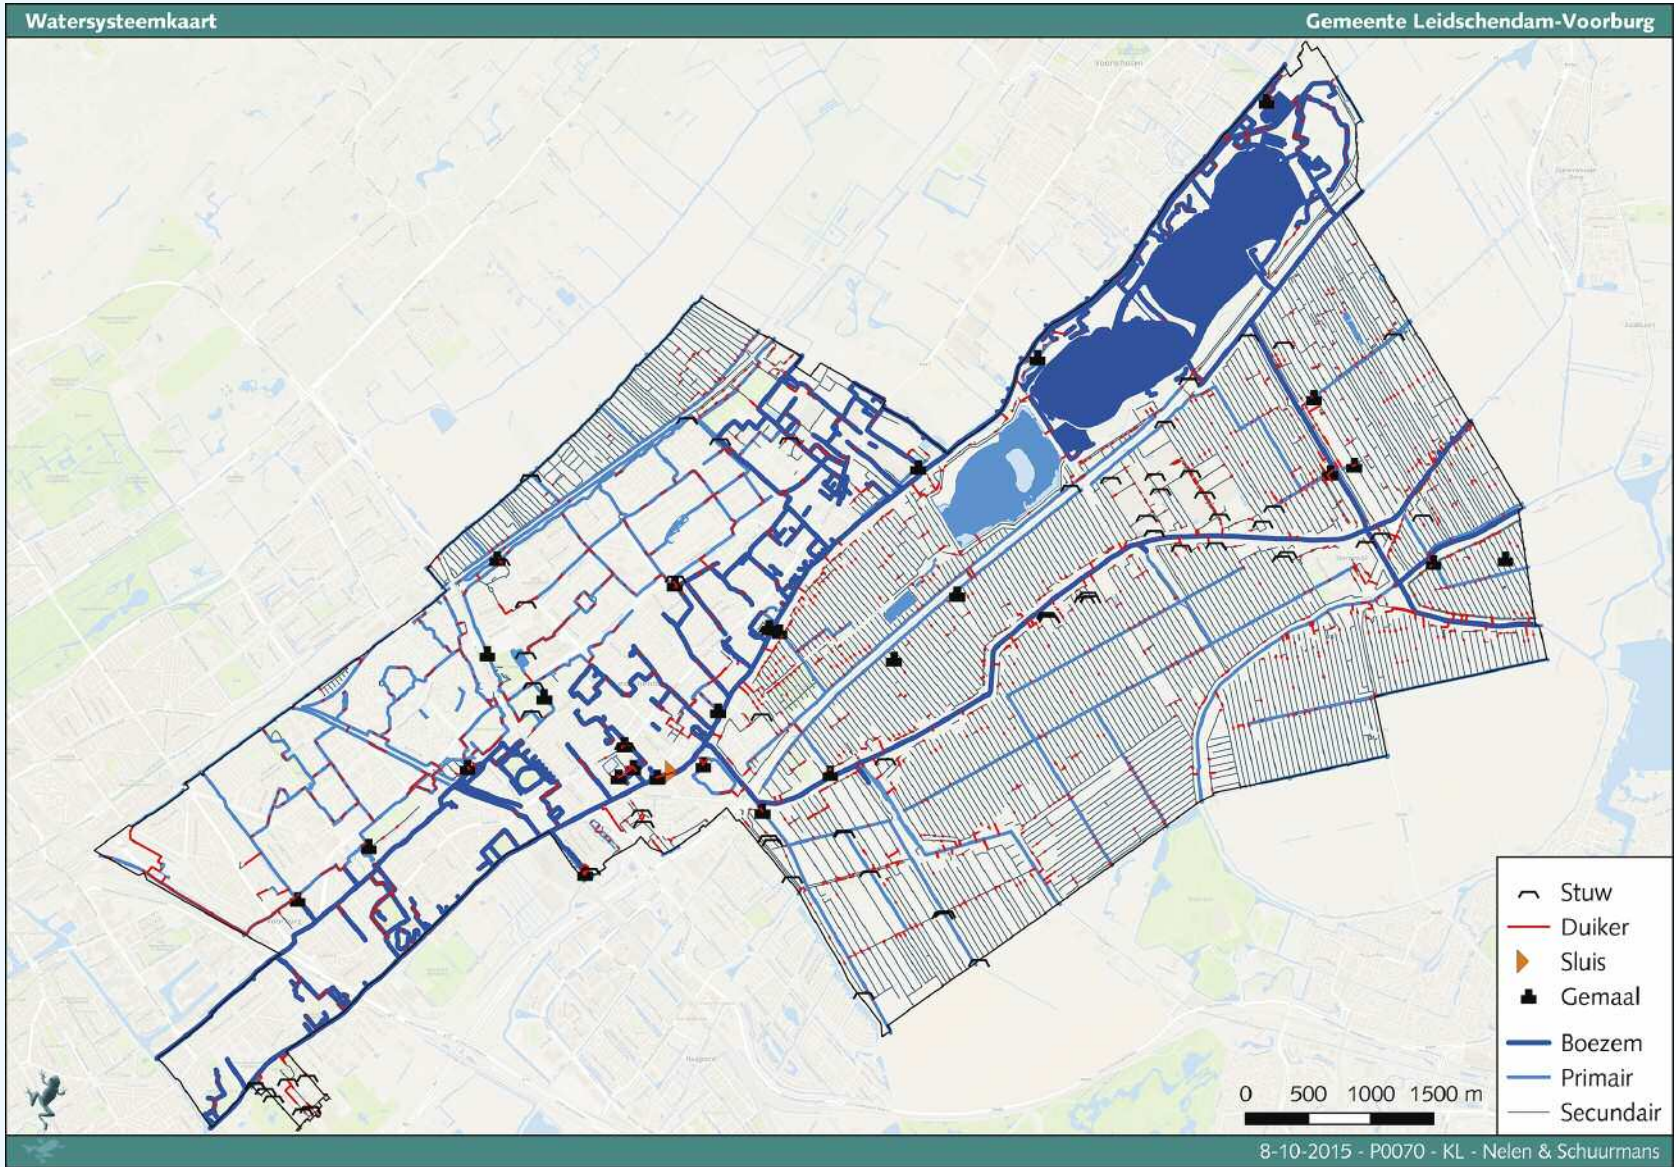 Watersysteemkaart
Gemeente Leidschendam-Voorburg
Voorschoten
Stuw
Duiker
Sluis
Gemaal
Boezem
Primair
Secundair
0 500 1000 1500 m
8-10-2015 - P0070 - KL - Nelen & Schuurmans